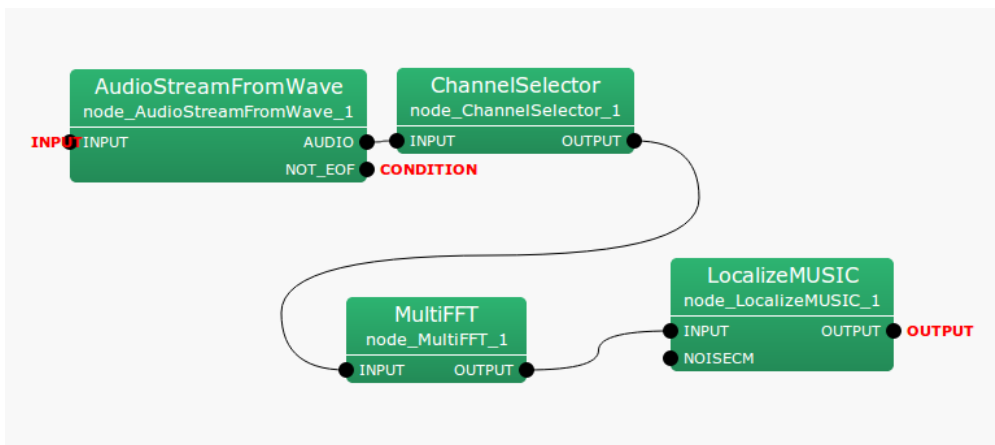 AudioStreamFromWave
node_AudioStreamFromWave_1
INPUT INPUT AUDIO
NOT_EOF CONDITION
ChannelSelector
node_ChannelSelector_1
INPUT OUTPUT
MultiFFT
node_MultiFFT_1
INPUT OUTPUT
LocalizeMUSIC
node_LocalizeMUSIC_1
INPUT OUTPUT OUTPUT
NOISECM